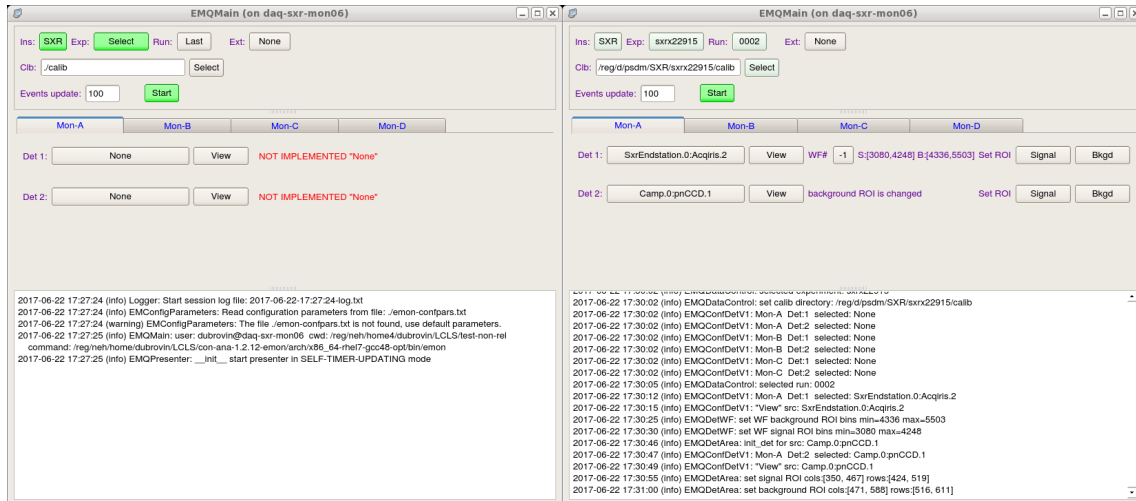 EMQMain (on daq-sxr-mon06)
Ins: SXR Exp: Select Run: Last Ext: None
Clb: ./calib Select
Events update: 100 Start
Mon-A Mon-B Mon-C Mon-D
Det 1: None View NOT IMPLEMENTED "None"
Det 2: None View NOT IMPLEMENTED "None"
2017-06-22 17:27:24 (info) Logger: Start session log file: 2017-06-22-17:27:24-log.txt
2017-06-22 17:27:24 (info) EMConfigParameters: Read configuration parameters from file: ./emon-confpars.txt
2017-06-22 17:27:24 (warning) EMConfigParameters: The file ./emon-confpars.txt is not found, use default parameters.
2017-06-22 17:27:25 (info) EMQMain: user: dubrovin@daq-sxr-mon06 cwd: /reg/neh/home4/dubrovin/LCLS/test-non-rel
command: /reg/neh/home/dubrovin/LCLS/con-ana-1.2.12-emon/arch/x86_64-rhel7-gcc48-opt/bin/emon
2017-06-22 17:27:25 (info) EMQPresenter: __init__ start presenter in SELF-TIMER-UPDATING mode
EMQMain (on daq-sxr-mon06)
Ins: SXR Exp: sxrx22915 Run: 0002 Ext: None
Clb: /reg/d/psdm/SXR/sxrx22915/calib Select
Events update: 100 Start
Mon-A Mon-B Mon-C Mon-D
Det 1: SxrEndstation.0:Acqiris.2 View WF# -1 S:[3080,4248] B:[4336,5503] Set ROI Signal Bkgd
Det 2: Camp.0:pnCCD.1 View background ROI is changed Set ROI Signal Bkgd
2017-06-22 17:30:02 (info) EMQDataControl: selected experiment: sxrx22915
2017-06-22 17:30:02 (info) EMQDataControl: set calib directory: /reg/d/psdm/SXR/sxrx22915/calib
2017-06-22 17:30:02 (info) EMQConfDetV1: Mon-A Det:1 selected: None
2017-06-22 17:30:02 (info) EMQConfDetV1: Mon-A Det:2 selected: None
2017-06-22 17:30:02 (info) EMQConfDetV1: Mon-B Det:1 selected: None
2017-06-22 17:30:02 (info) EMQConfDetV1: Mon-B Det:2 selected: None
2017-06-22 17:30:02 (info) EMQConfDetV1: Mon-C Det:1 selected: None
2017-06-22 17:30:02 (info) EMQConfDetV1: Mon-C Det:2 selected: None
2017-06-22 17:30:05 (info) EMQDataControl: selected run: 0002
2017-06-22 17:30:12 (info) EMQConfDetV1: Mon-A Det:1 selected: SxrEndstation.0:Acqiris.2
2017-06-22 17:30:15 (info) EMQConfDetV1: "View" src: SxrEndstation.0:Acqiris.2
2017-06-22 17:30:25 (info) EMQDetWF: set WF background ROI bins min=4336 max=5503
2017-06-22 17:30:30 (info) EMQDetWF: set WF signal ROI bins min=3080 max=4248
2017-06-22 17:30:46 (info) EMQDetArea: init_det for src: Camp.0:pnCCD.1
2017-06-22 17:30:47 (info) EMQConfDetV1: Mon-A Det:2 selected: Camp.0:pnCCD.1
2017-06-22 17:30:49 (info) EMQConfDetV1: "View" src: Camp.0:pnCCD.1
2017-06-22 17:30:55 (info) EMQDetArea: set signal ROI cols:[350, 467] rows:[424, 519]
2017-06-22 17:31:00 (info) EMQDetArea: set background ROI cols:[471, 588] rows:[516, 611]